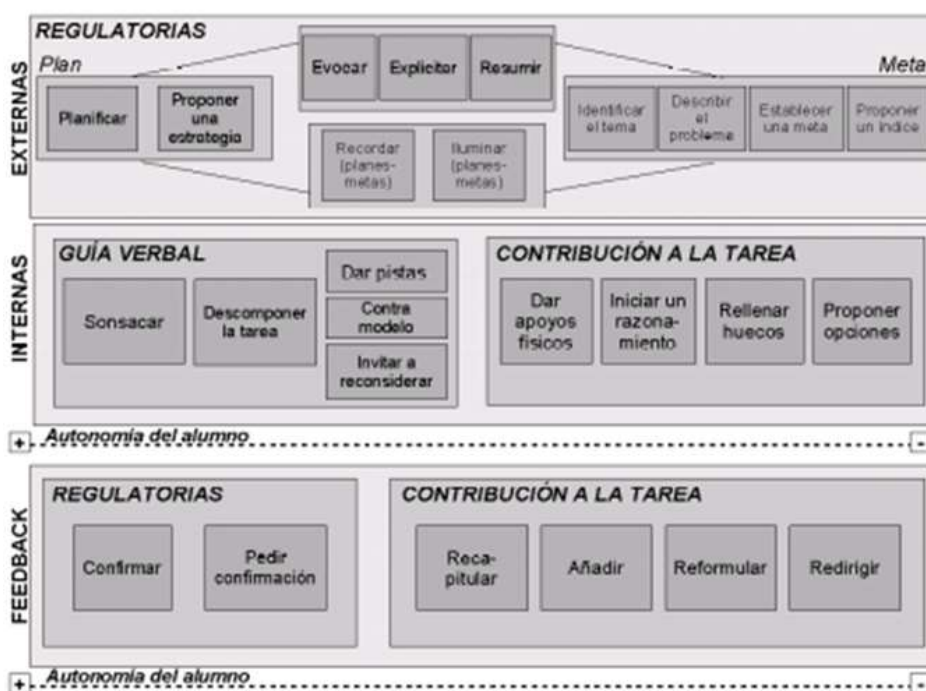 REGULATORIAS
Plan
Meta
Evocar
Explicitar
Resumir
Planificar
Proponer
una
estrategia
Identificar
el tema
Describir
el
probleme
Establecer
una meta
Proponer
un índice
Recordar
(planes-
metas)
Iluminar
(planes-
metas)
EXTERNAS
GUÍA VERBAL
Sonsacar
Descomponer
la tarea
Dar pistas
Contra
modelo
Invitar a
reconsiderar
CONTRIBUCIÓN A LA TAREA
Dar
apoyos
físicos
Iniciar un
razona-
miento
Rellenar
huecos
Proponer
opciones
INTERNAS
+ Autonomía del alumno -
REGULATORIAS
Confirmar
Pedir
confirmación
CONTRIBUCIÓN A LA TAREA
Reca-
pitular
Añadir
Reformular
Redirigir
FEEDBACK
+ Autonomía del alumno -